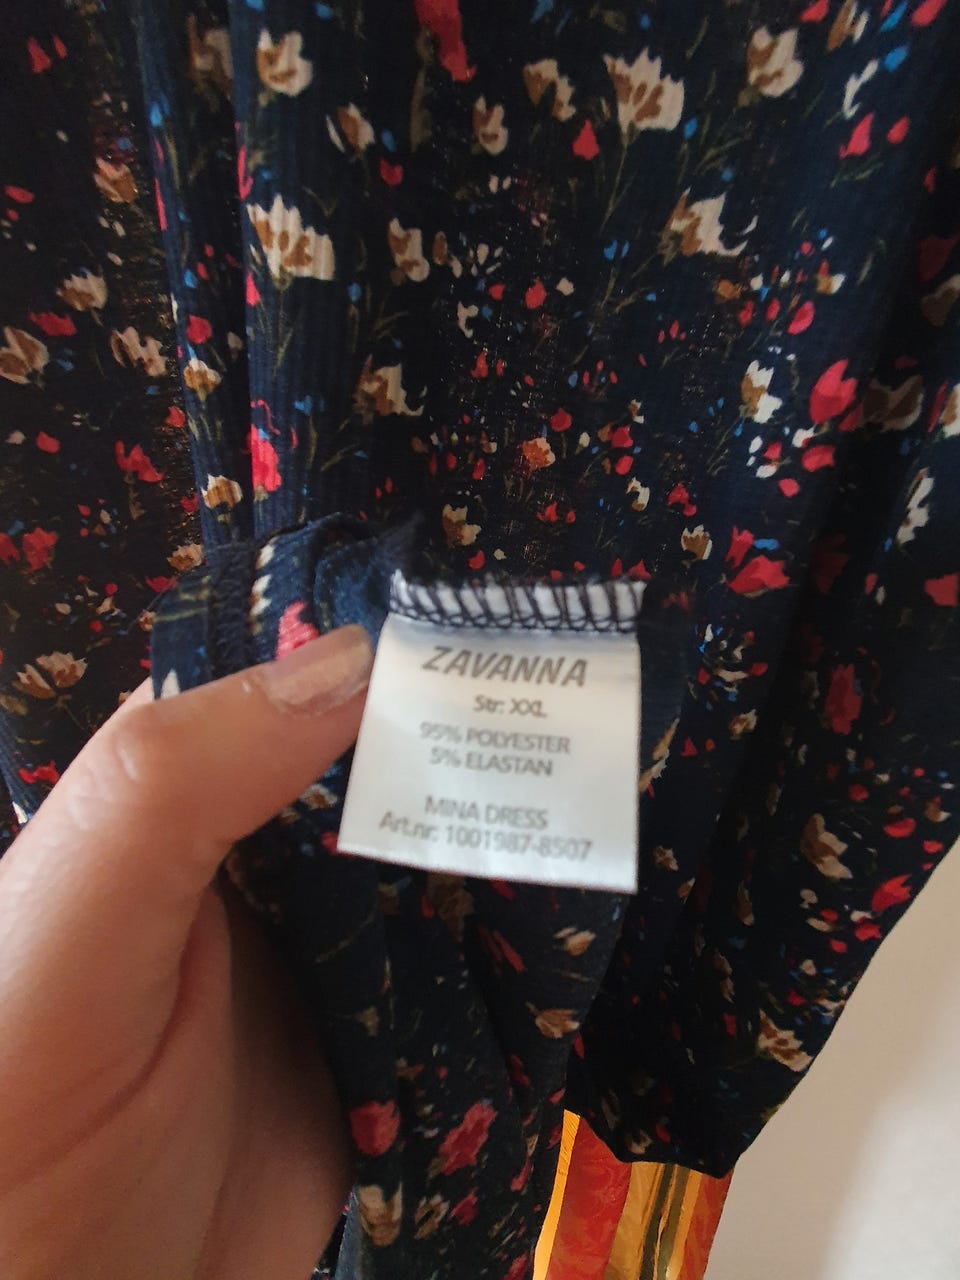 ZAVANNA
Str: XXL
95% POLYESTER
5% ELASTAN
MINA DRESS
Art.nr: 1001987-8507